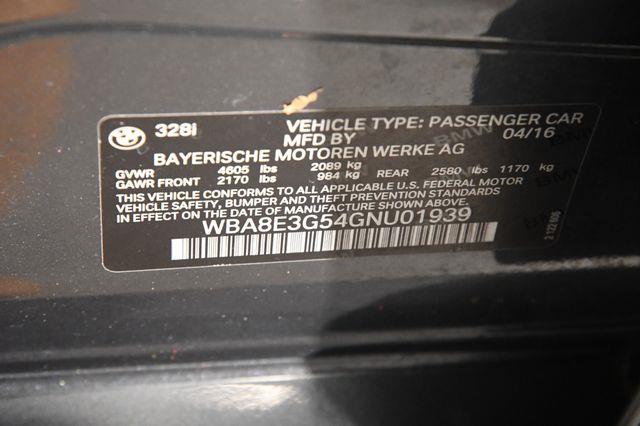 328I VEHICLE TYPE: PASSENGER CAR
MFD BY 04/16
BAYERISCHE MOTOREN WERKE AG
GVWR 4605 lbs 2089 kg
GAWR FRONT 2170 lbs 984 kg REAR 2580 lbs 1170 kg
THIS VEHICLE CONFORMS TO ALL APPLICABLE U.S. FEDERAL MOTOR
VEHICLE SAFETY, BUMPER AND THEFT PREVENTION STANDARDS
IN EFFECT ON THE DATE OF MANUFACTURE SHOWN ABOVE.
WBA8E3G54GNU01939